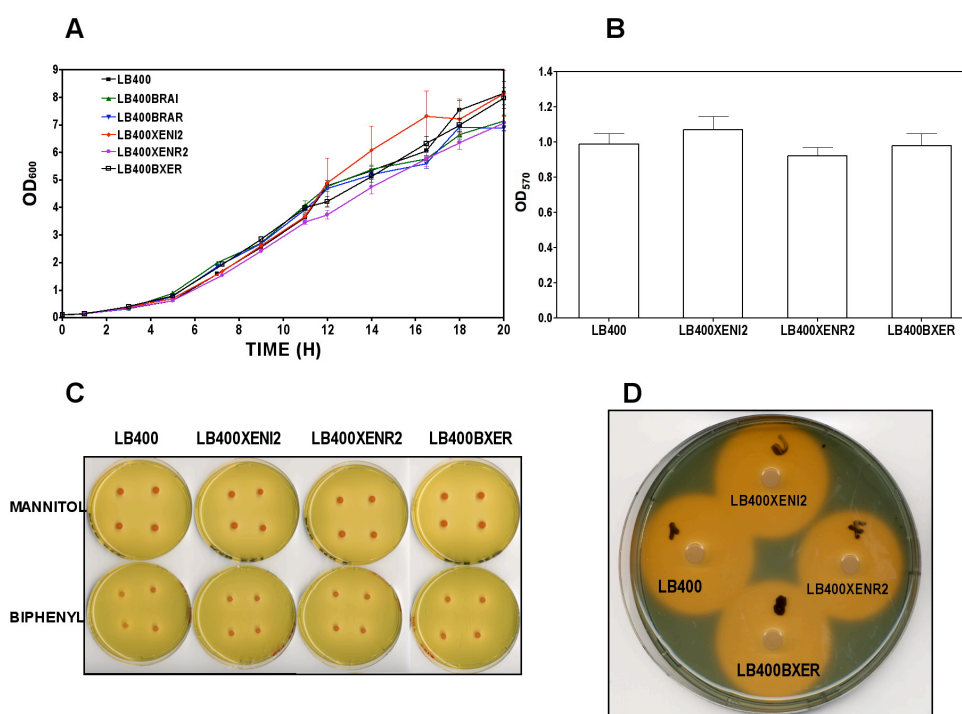 A
9
8
7
6
5
4
3
2
1
0
OD600
LB400
LB400BRAI
LB400BRAR
LB400XENI2
LB400XENR2
LB400BXER
0 2 4 6 8 10 12 14 16 18 20
TIME (H)
B
1.4
1.2
1.0
0.8
0.6
0.4
0.2
0.0
OD570
LB400 LB400XENI2 LB400XENR2 LB400BXER
C
LB400 LB400XENI2 LB400XENR2 LB400BXER
MANNITOL
BIPHENYL
D
LB400XENI2
LB400
LB400XENR2
LB400BXER